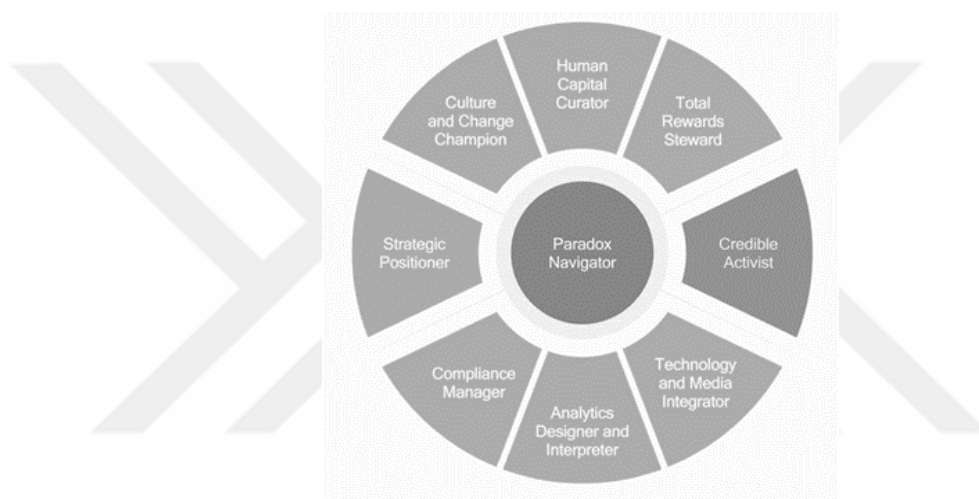 Human
Capital
Curator
Culture
and Change
Champion
Total
Rewards
Steward
Strategic
Positioner
Paradox
Navigator
Credible
Activist
Compliance
Manager
Technology
and Media
Integrator
Analytics
Designer and
Interpreter